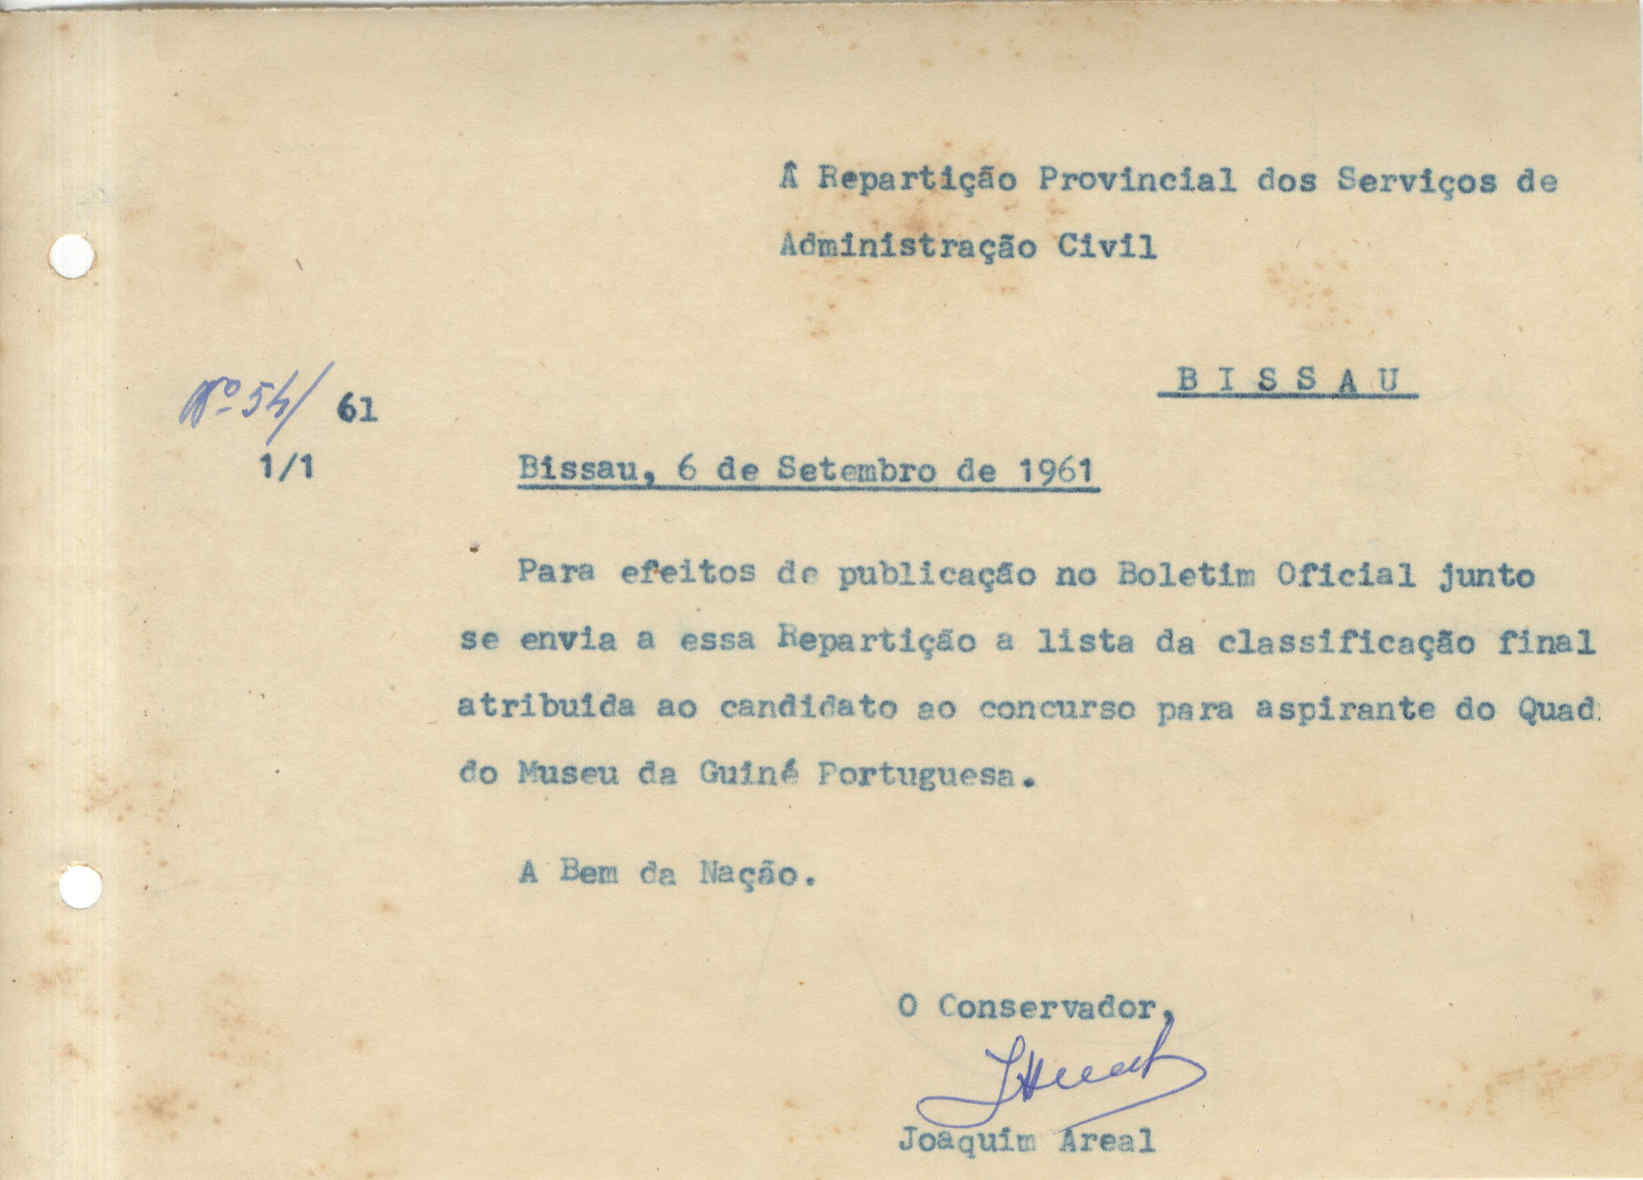 Â Repartição Provincial dos Serviços de
Administração Civil
B I S S A U
Nº 54/ 61
1/1
Bissau, 6 de Setembro de 1961
Para efeitos de publicação no Boletim Oficial junto
se envia a essa Repartição a lista da classificação final
atribuida ao candidato ao concurso para aspirante do Quad
do Museu da Guiné Portuguesa.
A Bem da Nação.
O Conservador,
Joaquim Areal